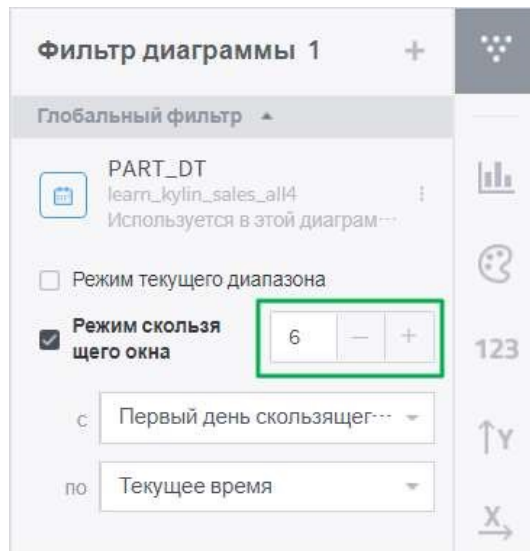 Фильтр диаграммы 1 +
Глобальный фильтр
PART_DT
learn_kylin_sales_all4
Используется в этой диаграм···
Режим текущего диапазона
Режим скользя
щего окна
6 — +
с Первый день скользящег···
по Текущее время
123
Y
X